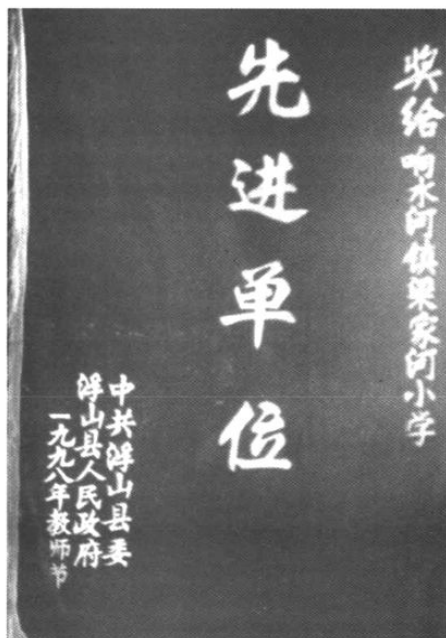 奖给响水河镇梁家河小学
先进单位
中共浮山县委
浮山县人民政府
一九九八年教师节